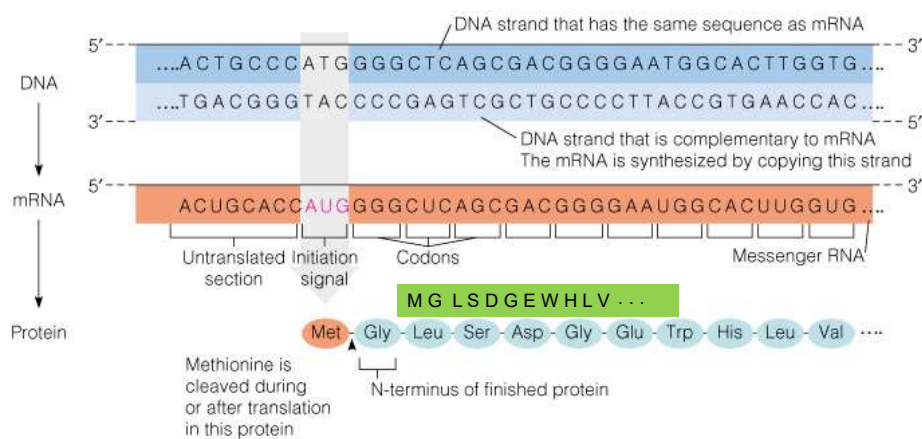 DNA strand that has the same sequence as mRNA
5′ 3′
....ACTGCCCATGGGGCTCAGCGACGGGGAATGGCACTTGGTG....
DNA
....TGACGGGTACCCCGAGTCGCTGCCCCTTACCGTGAACCAC....
3′ 5′
DNA strand that is complementary to mRNA
The mRNA is synthesized by copying this strand
5′ 3′
mRNA
ACUGCACCAUGGGGCUCAGCGACGGGGAAUGGCACUUGGUG....
Untranslated section
Initiation signal
Codons
Messenger RNA
MGLSDGEWHLV...
Protein
Met Gly Leu Ser Asp Gly Glu Trp His Leu Val ....
Methionine is
cleaved during
or after translation
in this protein
N-terminus of finished protein